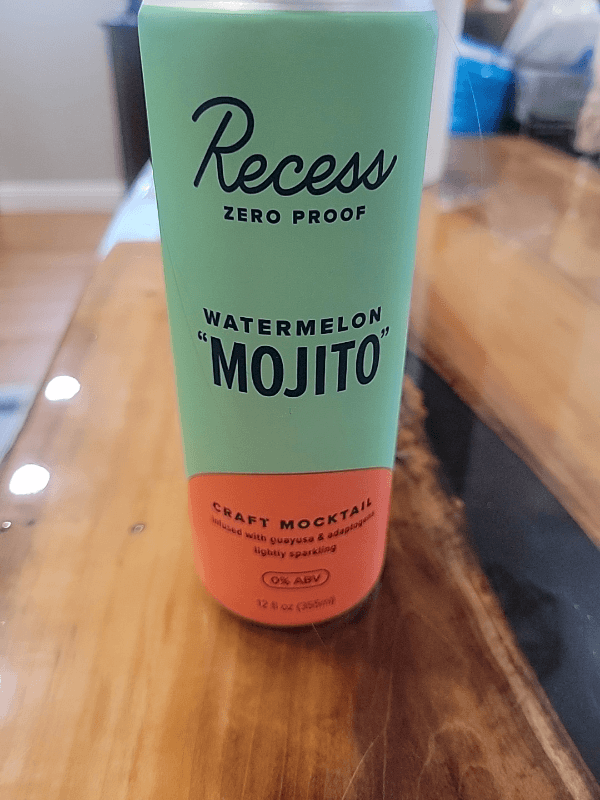 Recess
ZERO PROOF
WATERMELON
“MOJITO”
CRAFT MOCKTAIL
infused with guayusa & adaptogens
lightly sparkling
0% ABV
12 fl oz (355ml)